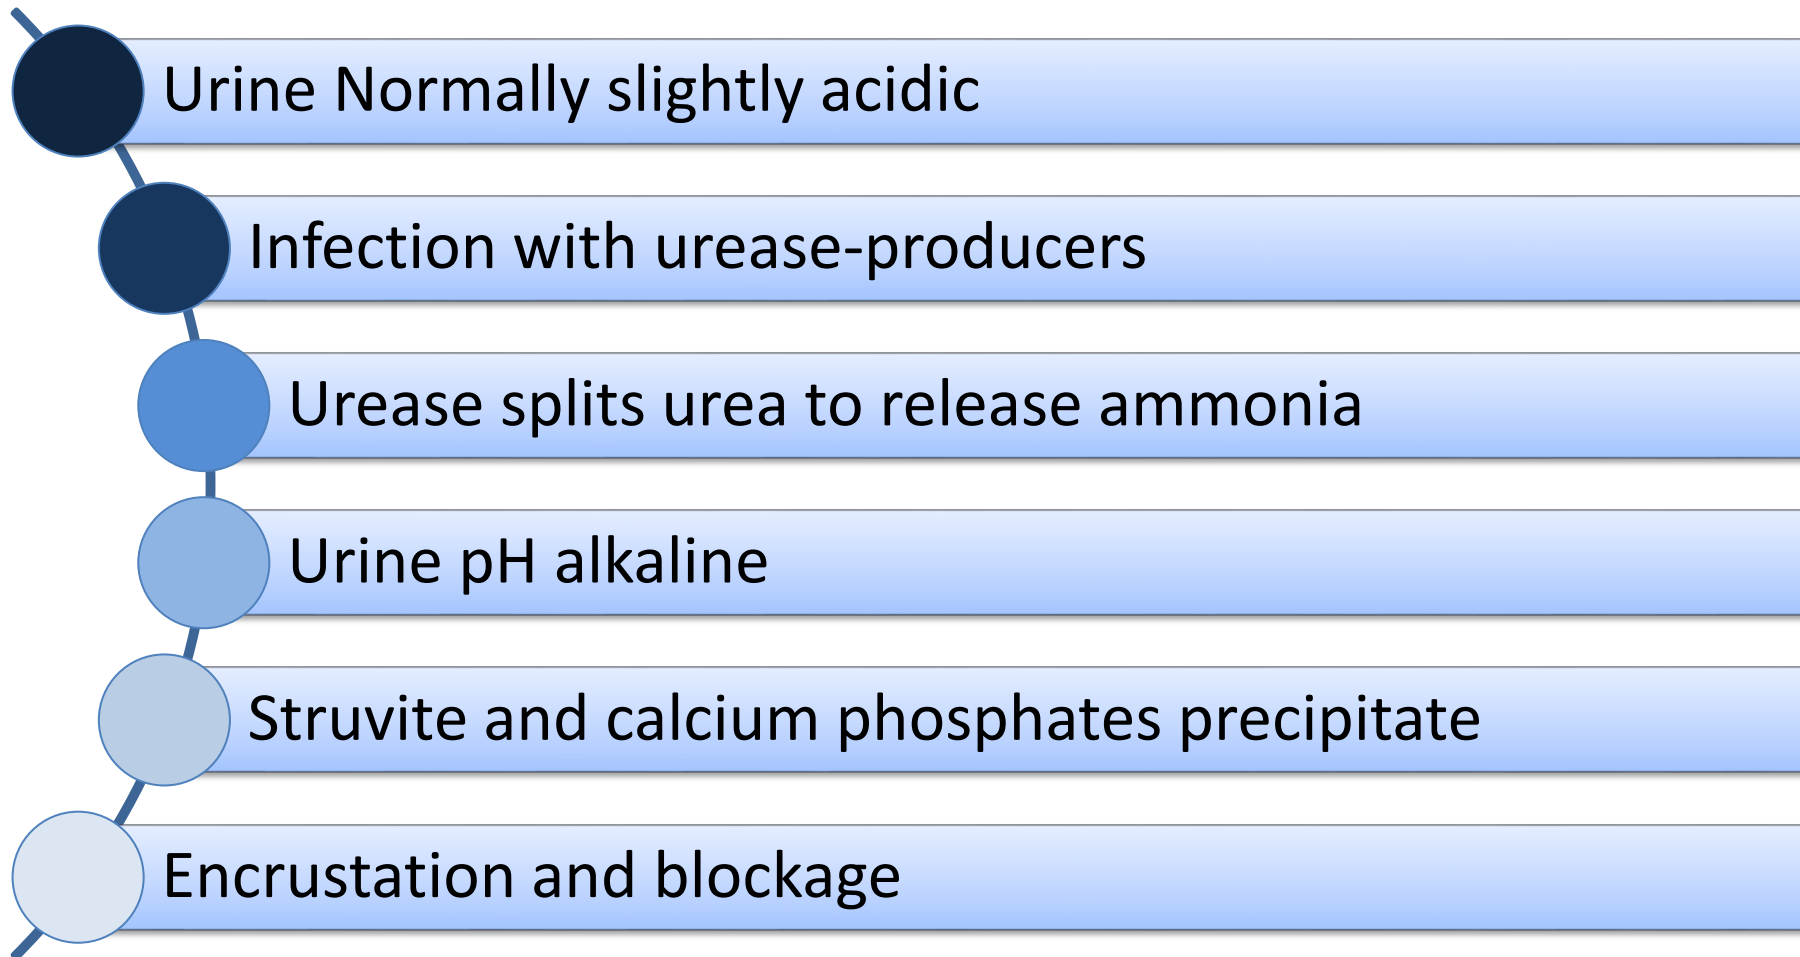 Urine Normally slightly acidic
Infection with urease-producers
Urease splits urea to release ammonia
Urine pH alkaline
Struvite and calcium phosphates precipitate
Encrustation and blockage